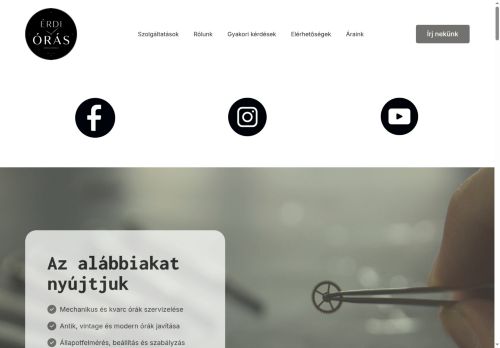 ÉRDI
ÓRÁS
Szolgáltatások
Rólunk
Gyakori kérdések
Elérhetőségek
Áraink
Írj nekünk
Az alábbiakat
nyújtjuk
Mechanikus és kvarc órák szervizelése
Antik, vintage és modern órák javítása
Állapotfelmérés, beállítás és szabályzás